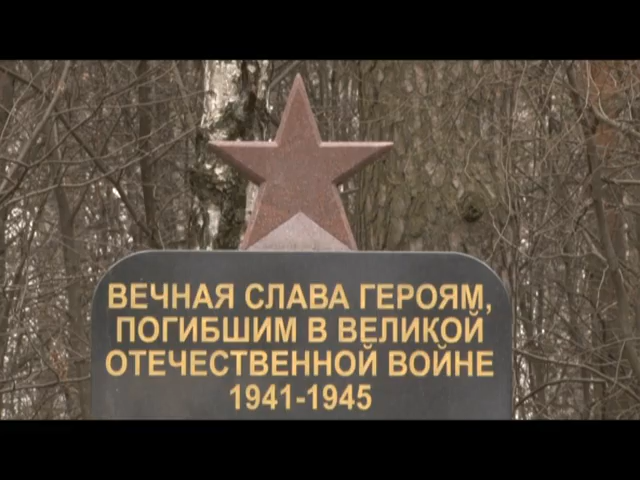 ВЕЧНАЯ СЛАВА ГЕРОЯМ,
ПОГИБШИМ В ВЕЛИКОЙ
ОТЕЧЕСТВЕННОЙ ВОЙНЕ
1941-1945